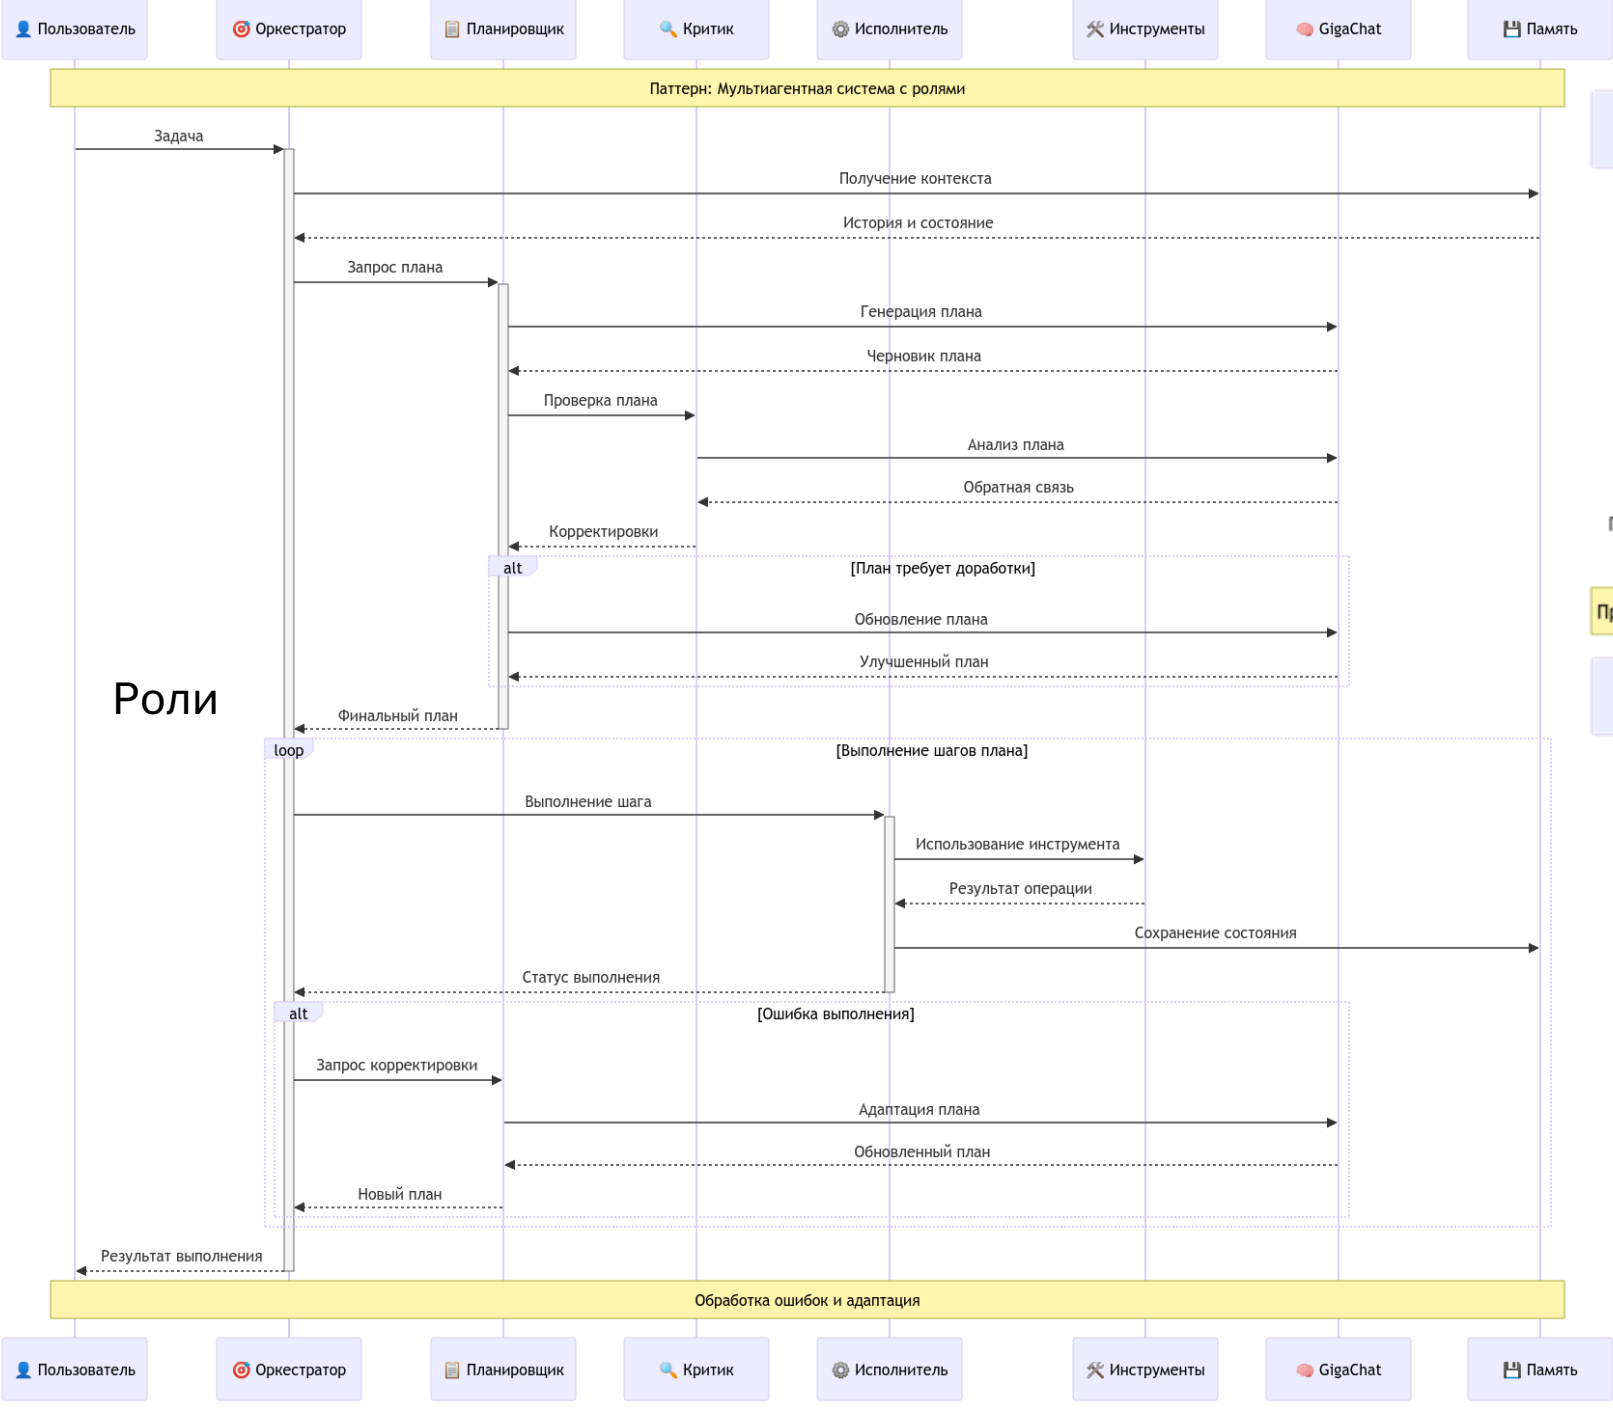 Пользователь
Оркестратор
Планировщик
Критик
Исполнитель
Инструменты
GigaChat
Память
Паттерн: Мультиагентная система с ролями
Задача
Получение контекста
История и состояние
Запрос плана
Генерация плана
Черновик плана
Проверка плана
Анализ плана
Обратная связь
Корректировки
alt
[План требует доработки]
Обновление плана
Улучшенный план
Роли
Финальный план
loop
[Выполнение шагов плана]
Выполнение шага
Использование инструмента
Результат операции
Сохранение состояния
Статус выполнения
alt
[Ошибка выполнения]
Запрос корректировки
Адаптация плана
Обновленный план
Новый план
Результат выполнения
Обработка ошибок и адаптация
Пользователь
Оркестратор
Планировщик
Критик
Исполнитель
Инструменты
GigaChat
Память